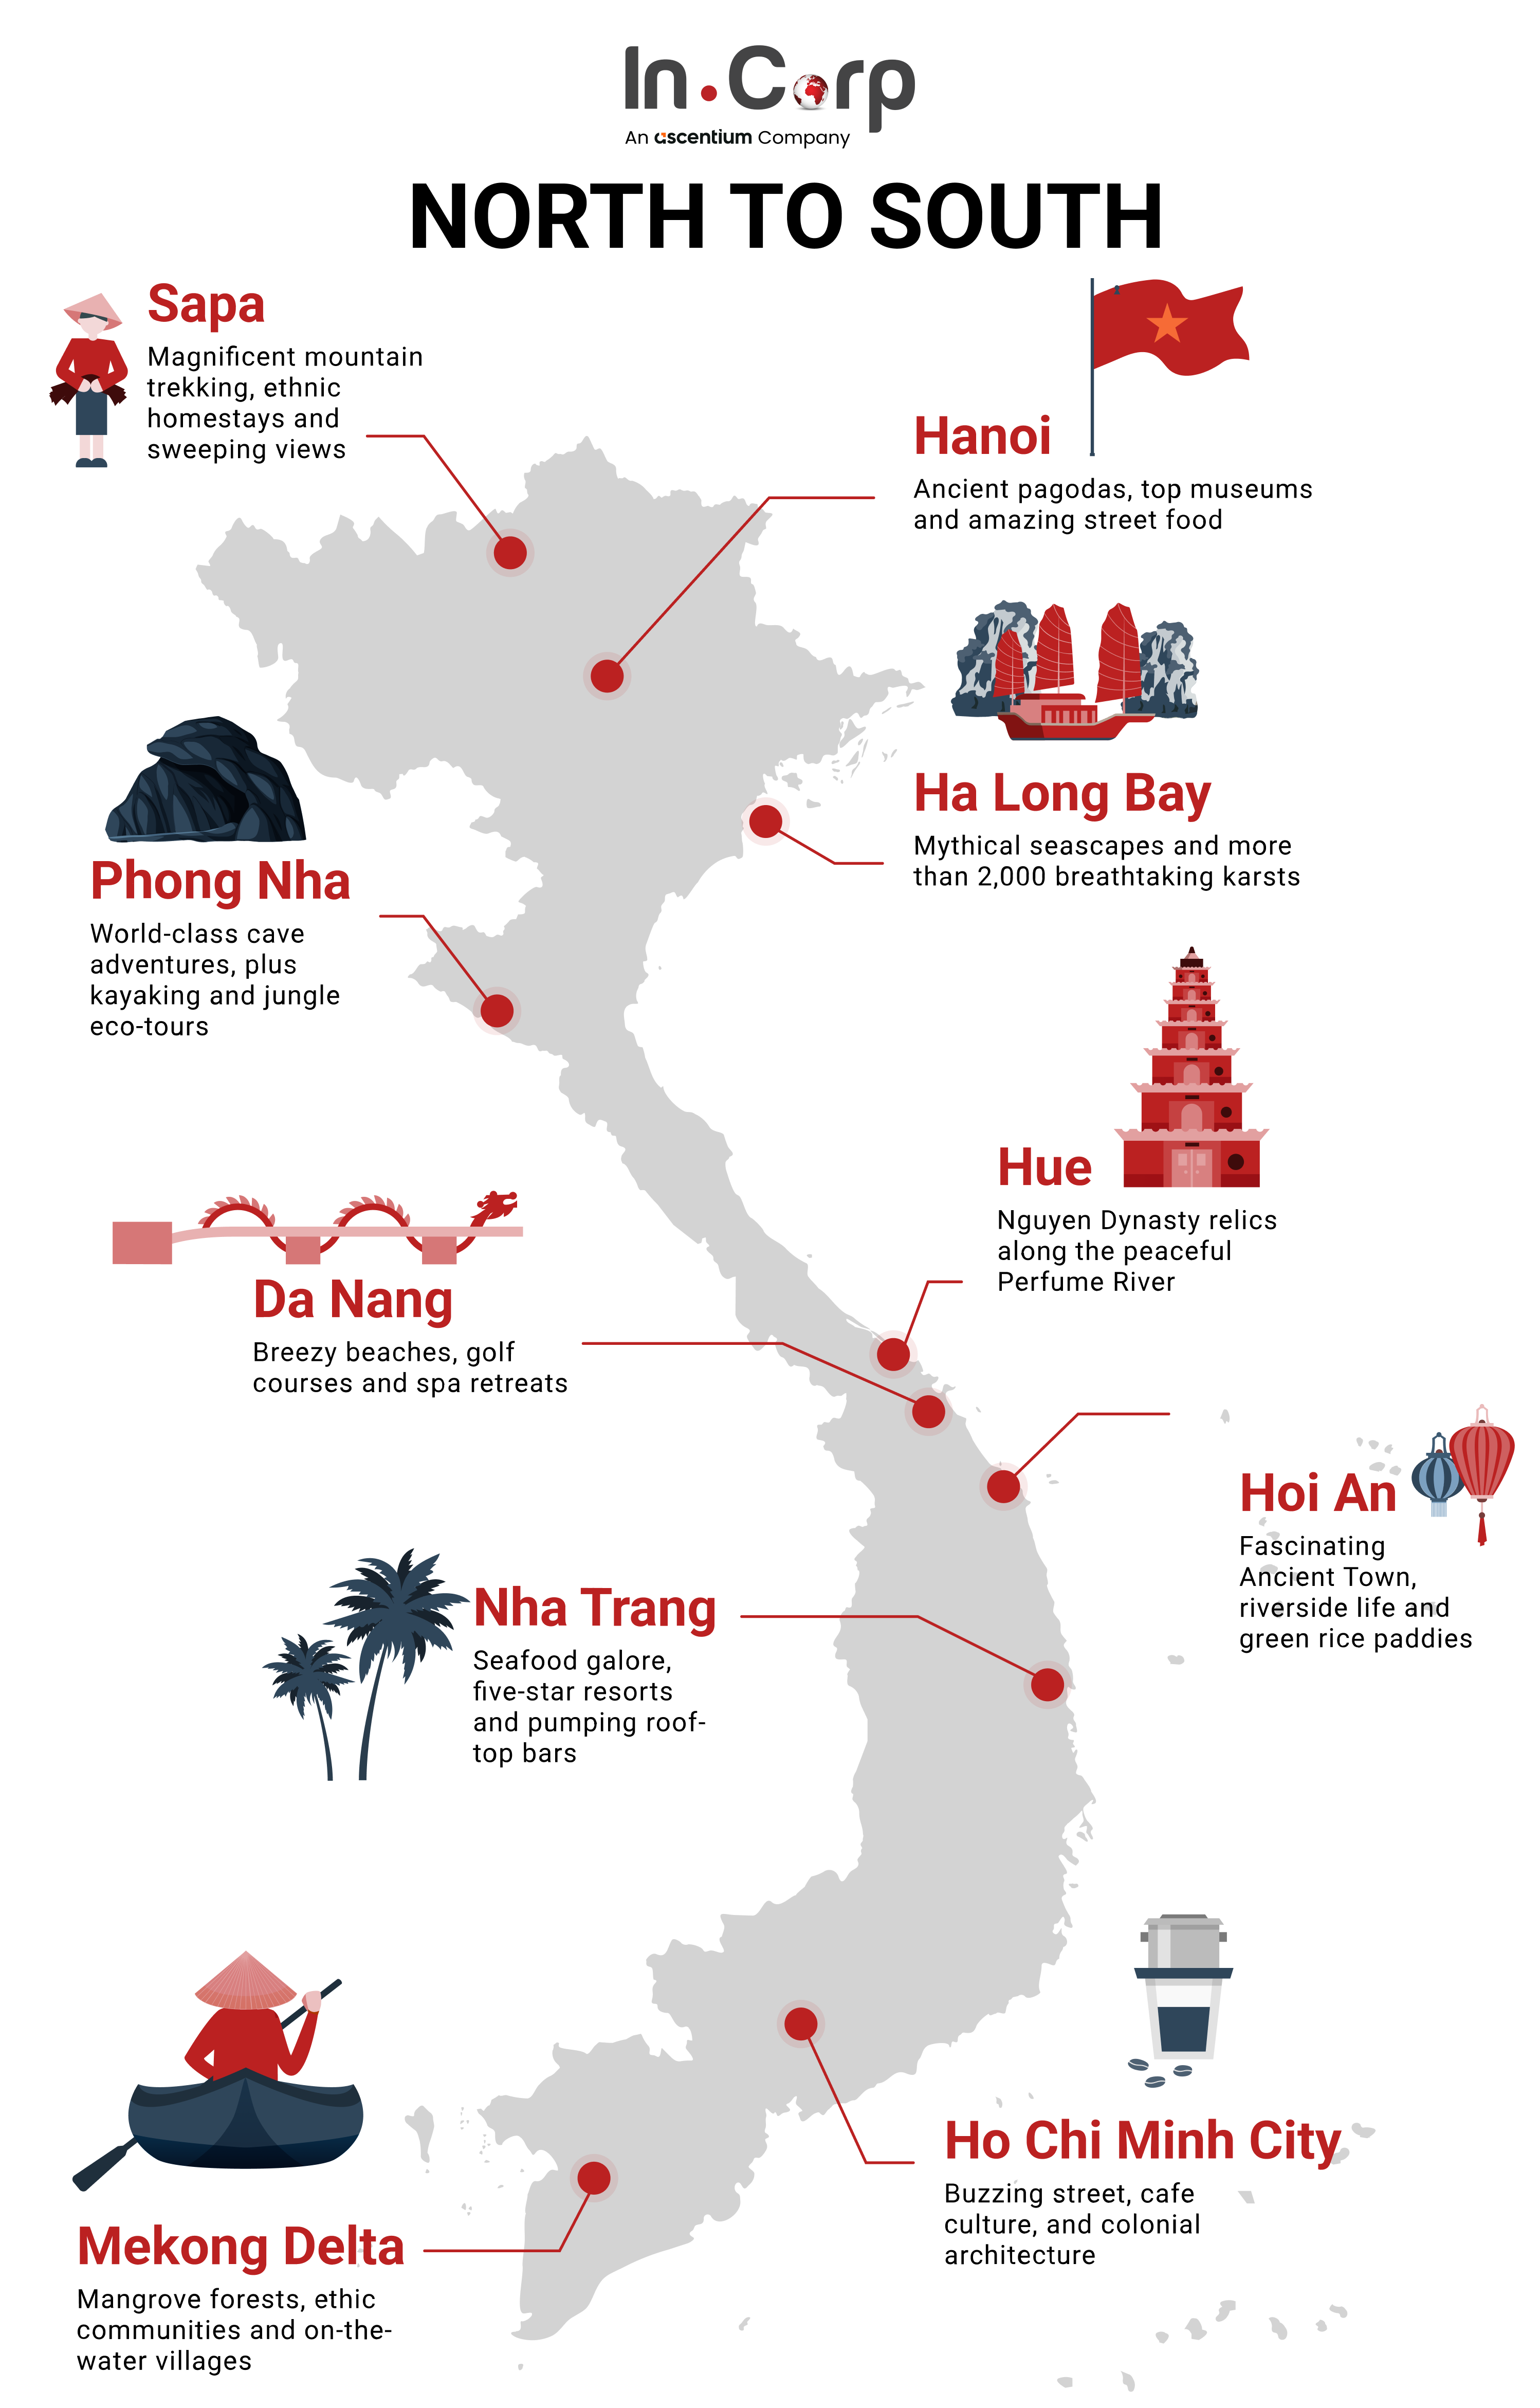 In.Corp
An ascentium Company
NORTH TO SOUTH
Sapa
Magnificent mountain
trekking, ethnic
homestays and
sweeping views
Hanoi
Ancient pagodas, top museums
and amazing street food
Ha Long Bay
Mythical seascapes and more
than 2,000 breathtaking karsts
Phong Nha
World-class cave
adventures, plus
kayaking and jungle
eco-tours
Hue
Nguyen Dynasty relics
along the peaceful
Perfume River
Da Nang
Breezy beaches, golf
courses and spa retreats
Hoi An
Fascinating
Ancient Town,
riverside life and
green rice paddies
Nha Trang
Seafood galore,
five-star resorts
and pumping roof-
top bars
Ho Chi Minh City
Buzzing street, cafe
culture, and colonial
architecture
Mekong Delta
Mangrove forests, ethic
communities and on-the-
water villages